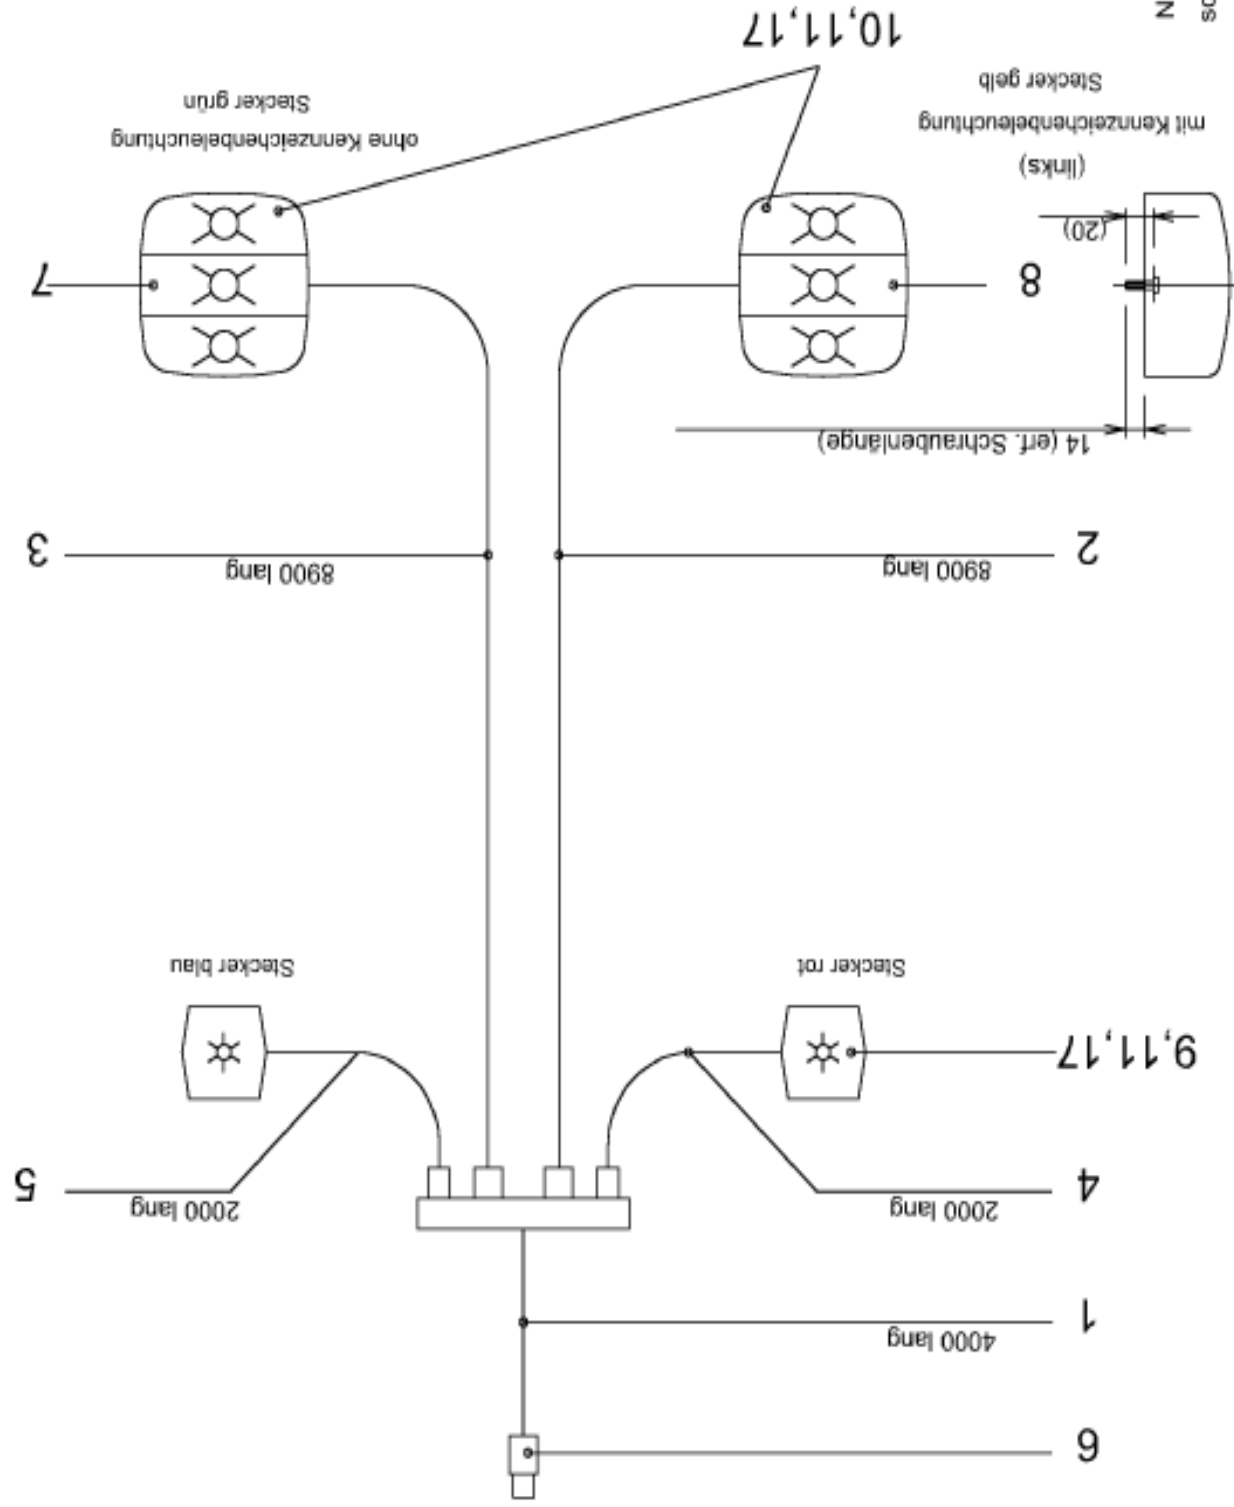 6
4000 lang
1
2000 lang
4
2000 lang
5
9,11,17
Stecker rot
Stecker blau
8900 lang
2
8900 lang
3
14 (erf. Schraubenlänge)
8
7
(20)
(links)
mit Kennzeichenbeleuchtung
Stecker gelb
ohne Kennzeichenbeleuchtung
Stecker grün
10,11,17